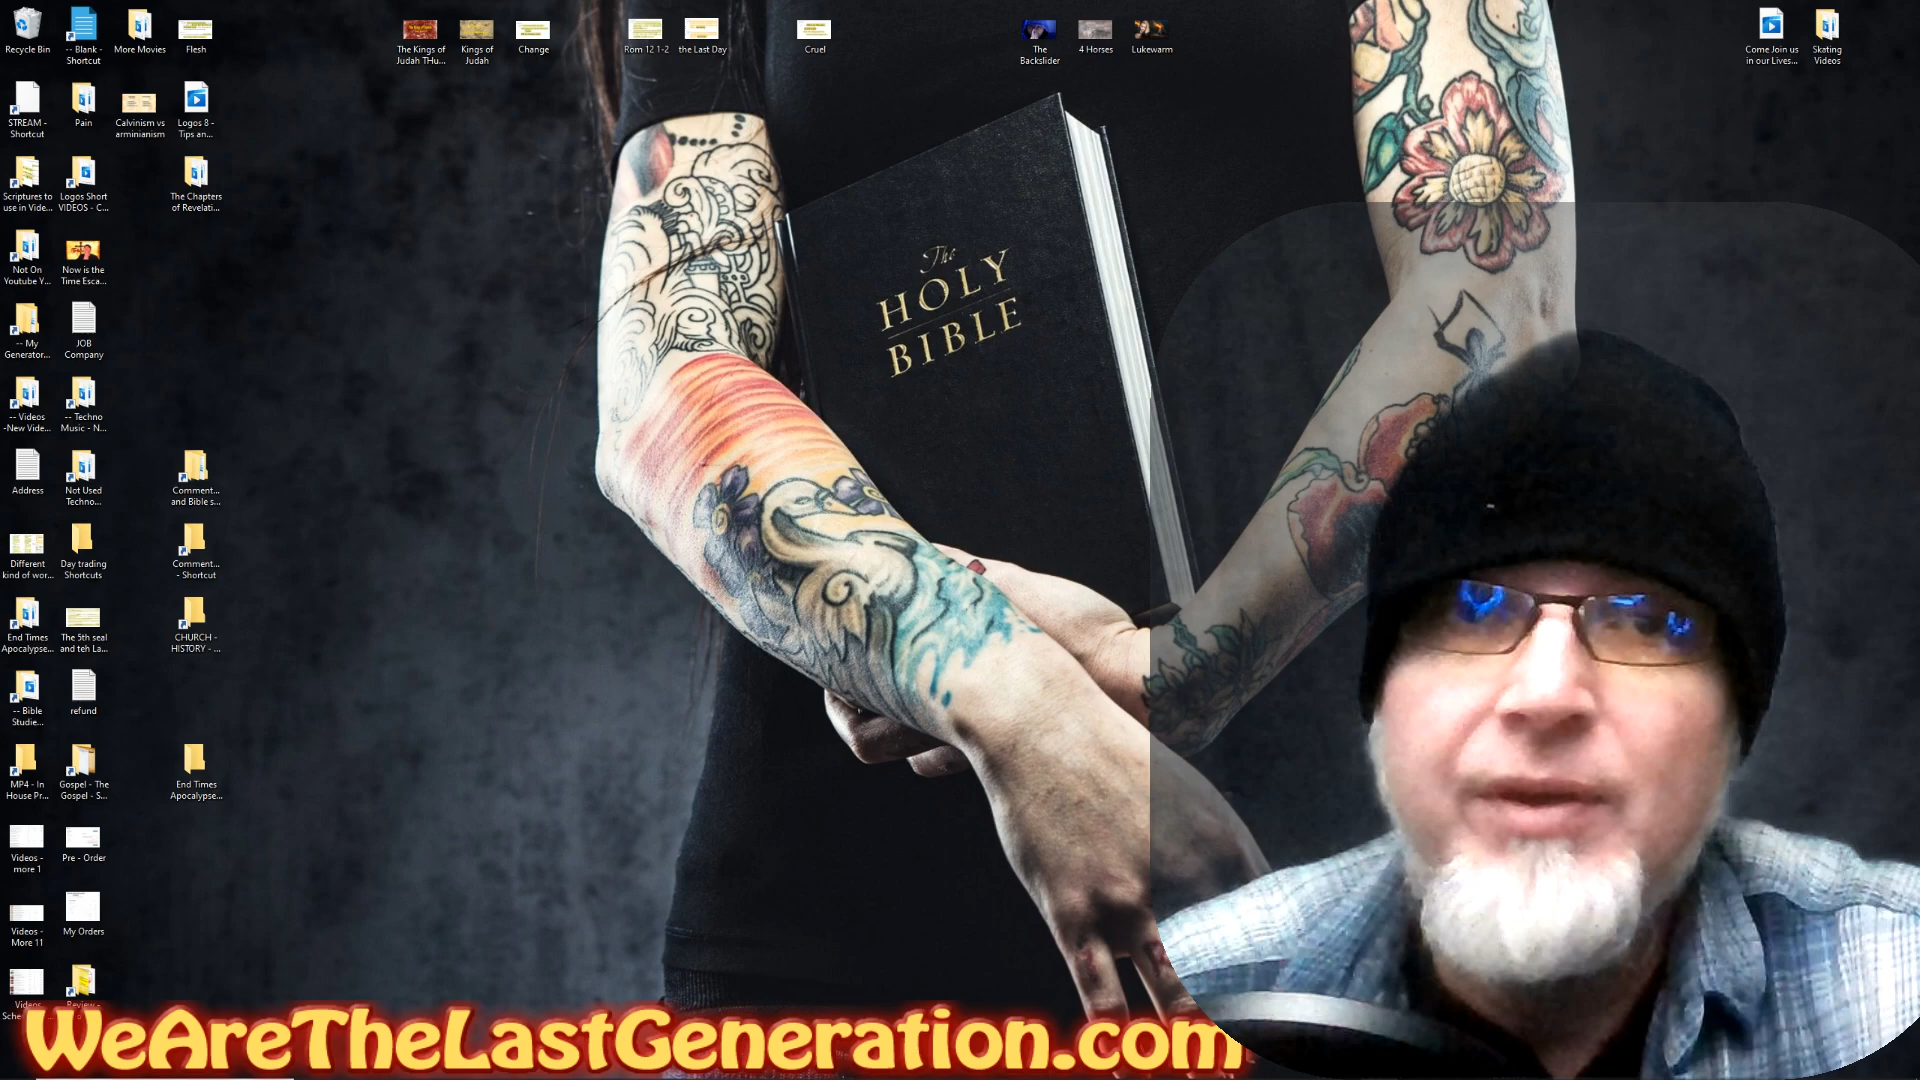 Recycle Bin
-- Blank -
Shortcut
More Movies
Flesh
The Kings of
Judah THu...
Kings of
Judah
Change
Rom 12 1-2
the Last Day
Cruel
The
Backslider
4 Horses
Lukewarm
Come Join us
in our Lives...
Skating
Videos
STREAM -
Shortcut
Pain
Calvinism vs
arminianism
Logos 8 -
Tips an...
Scriptures to
use in Vide...
Logos Short
VIDEOS - C...
The Chapters
of Revelati...
Not On
Youtube Y...
Now is the
Time Esca...
The
HOLY
BIBLE
-- My
Generator...
JOB
Company
-- Videos
-New Vide...
-- Techno
Music - N...
Address
Not Used
Techno...
Comment...
and Bible s...
Different
kind of wor...
Day trading
Shortcuts
Comment...
- Shortcut
End Times
Apocalypse...
The 5th seal
and teh La...
CHURCH -
HISTORY - ...
-- Bible
Studie...
refund
MP4 - In
House Pr...
Gospel - The
Gospel - S...
End Times
Apocalypse...
Videos -
more 1
Pre - Order
Videos -
More 11
My Orders
Videos
Review -
WeAreTheLastGeneration.com